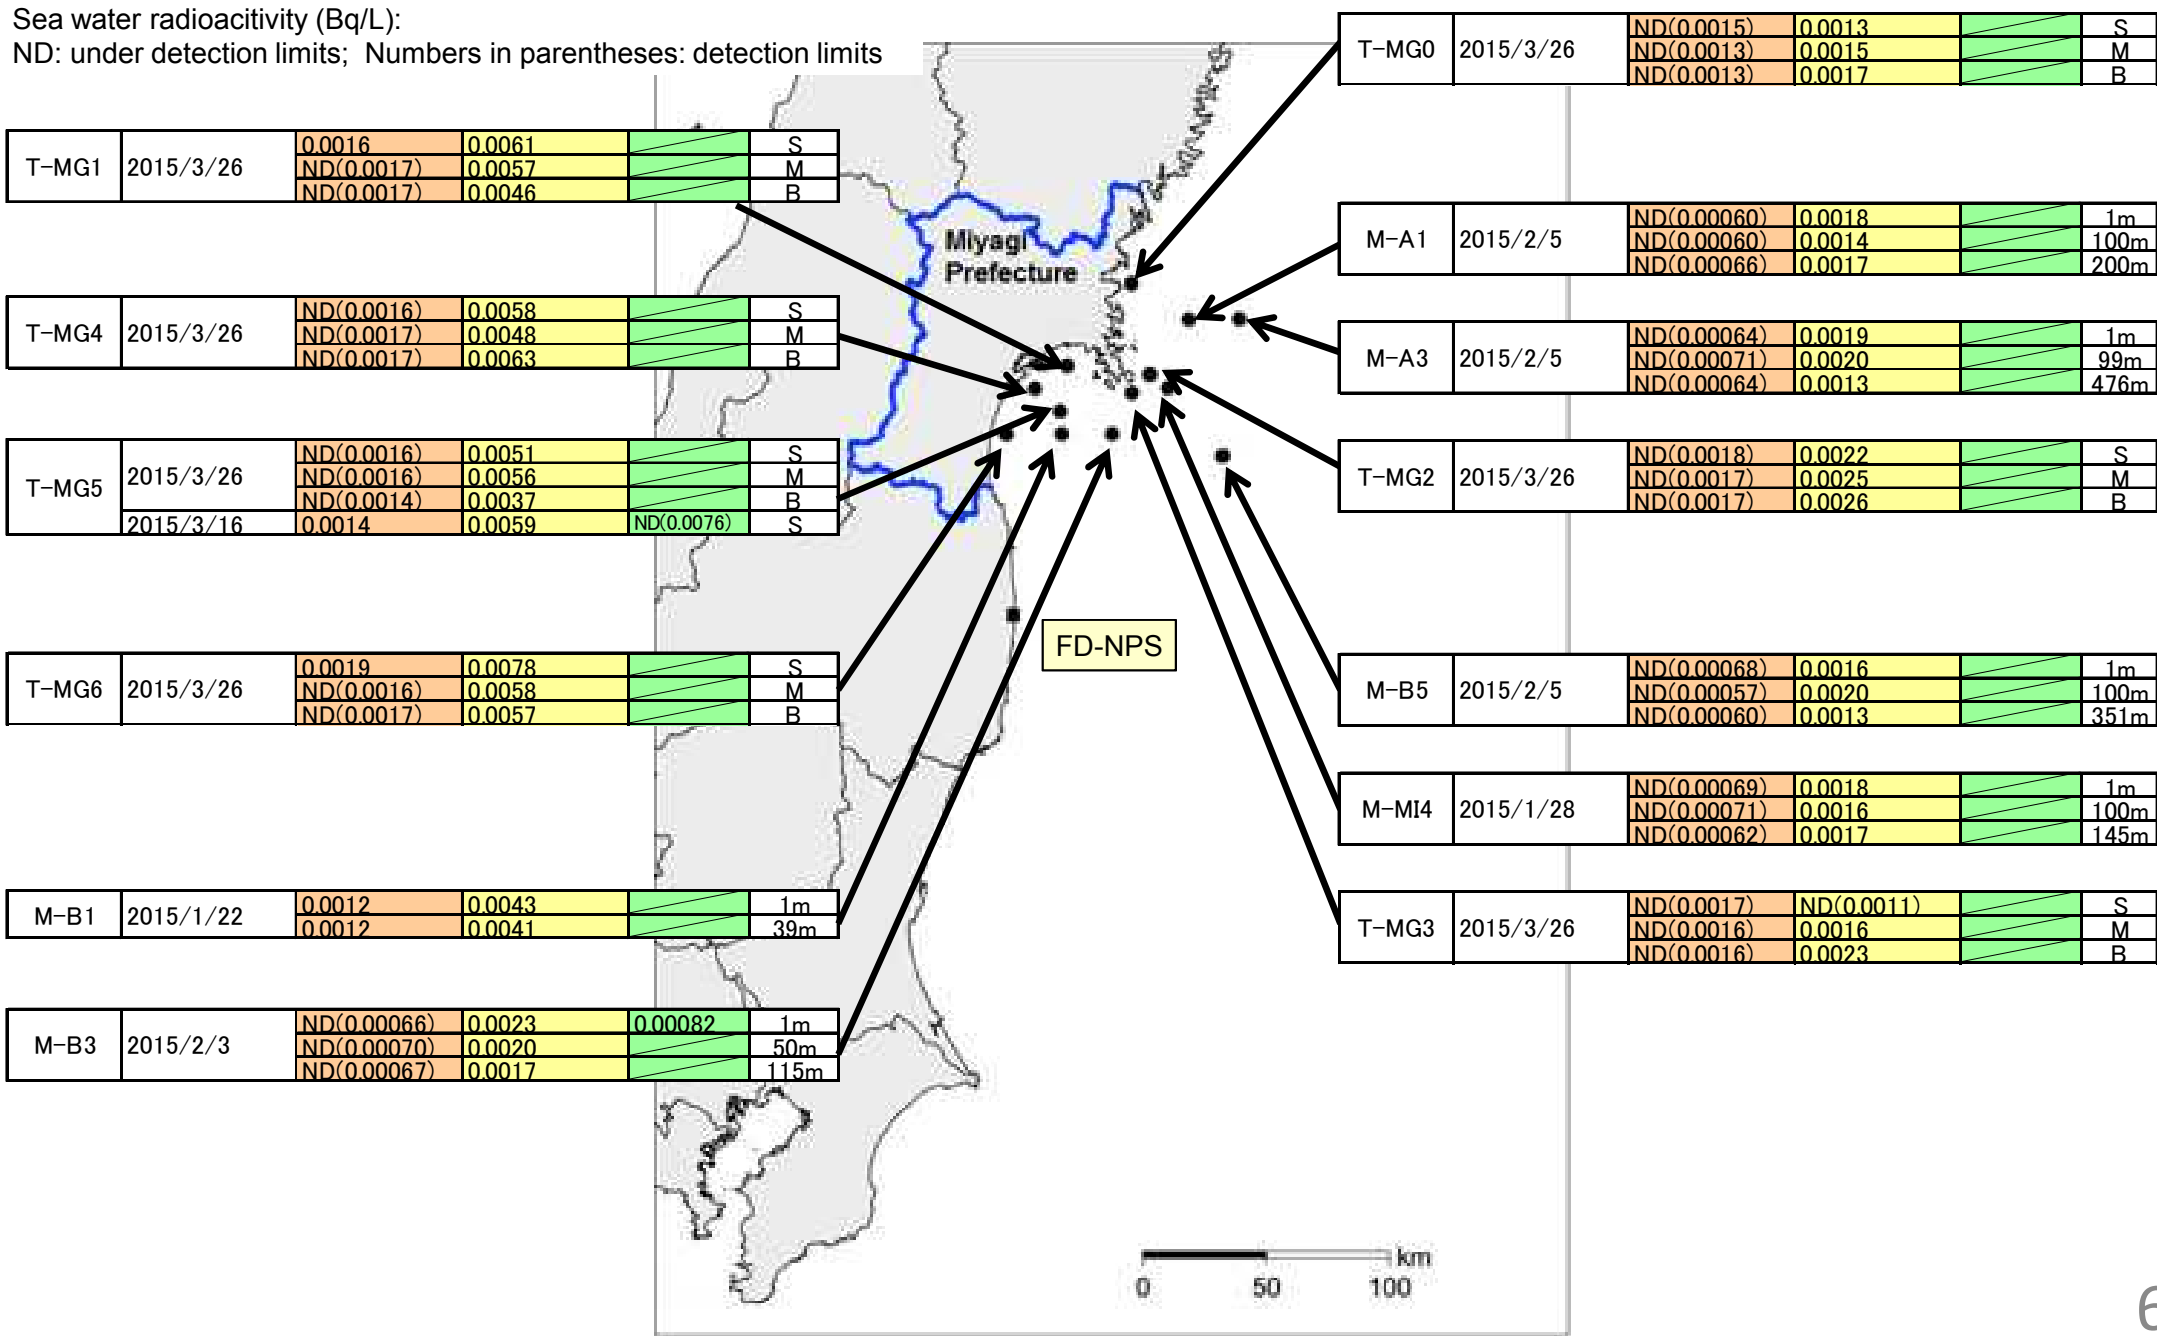 Sea water radioacitivity (Bq/L):
ND: under detection limits; Numbers in parentheses: detection limits
T-MG0 2015/3/26 ND(0.0015) 0.0013 S
ND(0.0013) 0.0015 M
ND(0.0013) 0.0017 B
T-MG1 2015/3/26 0.0016 0.0061 S
ND(0.0017) 0.0057 M
ND(0.0017) 0.0046 B
M-A1 2015/2/5 ND(0.00060) 0.0018 1m
ND(0.00060) 0.0014 100m
ND(0.00066) 0.0017 200m
Miyagi
Prefecture
T-MG4 2015/3/26 ND(0.0016) 0.0058 S
ND(0.0017) 0.0048 M
ND(0.0017) 0.0063 B
M-A3 2015/2/5 ND(0.00064) 0.0019 1m
ND(0.00071) 0.0020 99m
ND(0.00064) 0.0013 476m
T-MG5 2015/3/26 ND(0.0016) 0.0051 S
ND(0.0016) 0.0056 M
ND(0.0014) 0.0037 B
2015/3/16 0.0014 0.0059 ND(0.0076) S
T-MG2 2015/3/26 ND(0.0018) 0.0022 S
ND(0.0017) 0.0025 M
ND(0.0017) 0.0026 B
FD-NPS
T-MG6 2015/3/26 0.0019 0.0078 S
ND(0.0016) 0.0058 M
ND(0.0017) 0.0057 B
M-B5 2015/2/5 ND(0.00068) 0.0016 1m
ND(0.00057) 0.0020 100m
ND(0.00060) 0.0013 351m
M-MI4 2015/1/28 ND(0.00069) 0.0018 1m
ND(0.00071) 0.0016 100m
ND(0.00062) 0.0017 145m
M-B1 2015/1/22 0.0012 0.0043 1m
0.0012 0.0041 39m
T-MG3 2015/3/26 ND(0.0017) ND(0.0011) S
ND(0.0016) 0.0016 M
ND(0.0016) 0.0023 B
M-B3 2015/2/3 ND(0.00066) 0.0023 0.00082 1m
ND(0.00070) 0.0020 50m
ND(0.00067) 0.0017 115m
km
0 50 100
6